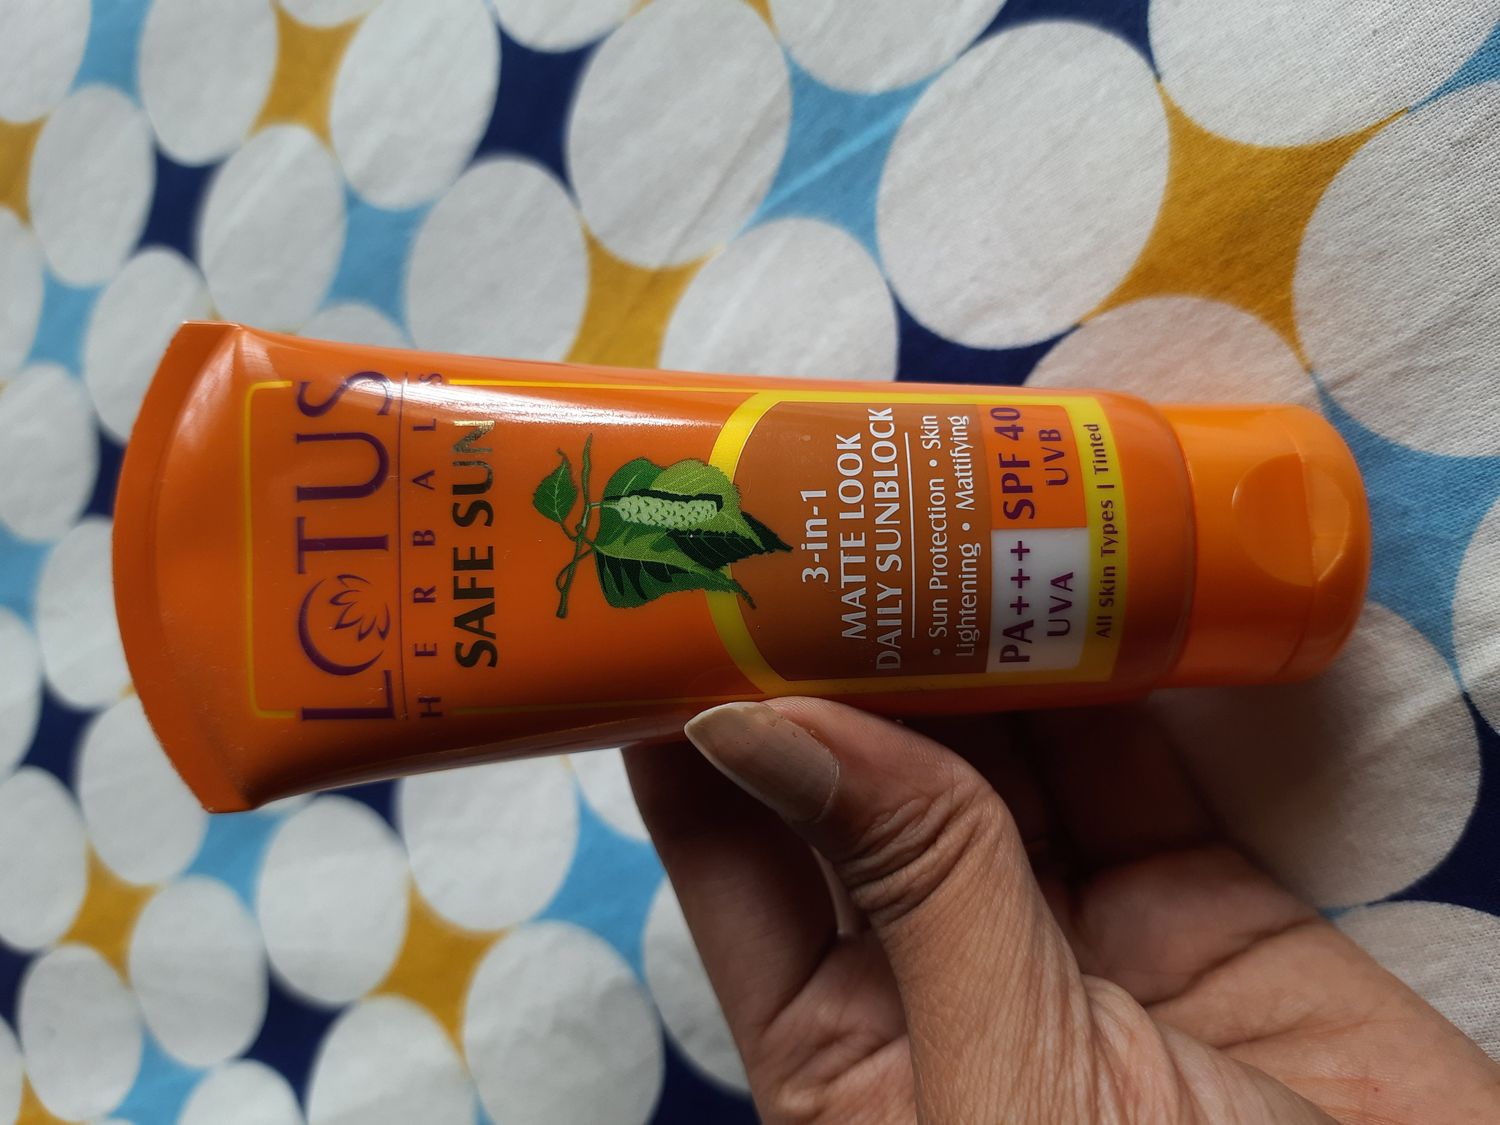 LOTUS
HERBALS
SAFE SUN
3-in-1
MATTE LOOK
DAILY SUNBLOCK
• Sun Protection • Skin
Lightening • Mattifying
PA+++ SPF 40
UVA UVB
All Skin Types | Tinted